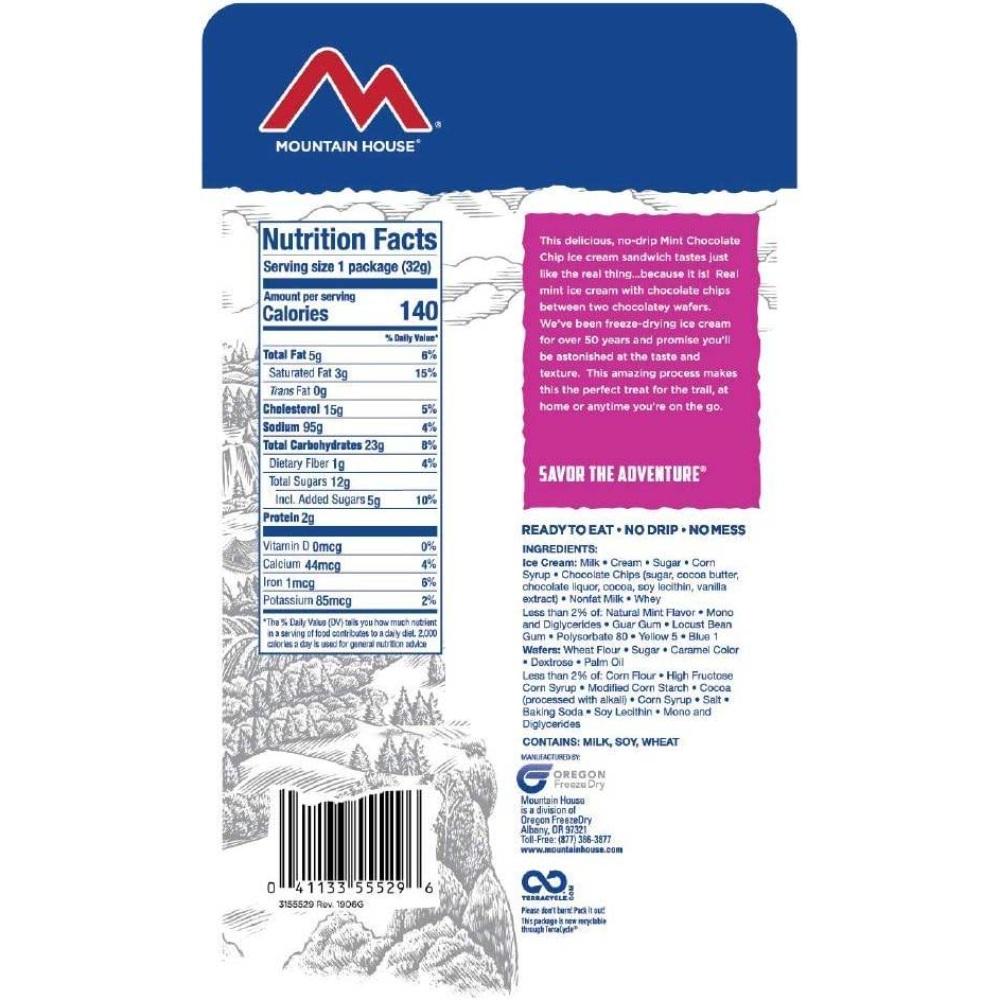 MOUNTAIN HOUSE®
Nutrition Facts
Serving size 1 package (32g)
Amount per serving
Calories 140
% Daily Value*
Total Fat 5g 6%
Saturated Fat 3g 15%
Trans Fat 0g
Cholesterol 15g 5%
Sodium 95g 4%
Total Carbohydrates 23g 8%
Dietary Fiber 1g 4%
Total Sugars 12g
Incl. Added Sugars 5g 10%
Protein 2g
Vitamin D 0mcg 0%
Calcium 44mcg 4%
Iron 1mcg 6%
Potassium 85mcg 2%
*The % Daily Value (DV) tells you how much nutrient
in a serving of food contributes to a daily diet. 2,000
calories a day is used for general nutrition advice
0 41133 55529 6
3155529 Rev. 1906G
This delicious, no-drip Mint Chocolate
Chip ice cream sandwich tastes just
like the real thing...because it is! Real
mint ice cream with chocolate chips
between two chocolatey wafers.
We've been freeze-drying ice cream
for over 50 years and promise you'll
be astonished at the taste and
texture. This amazing process makes
this the perfect treat for the trail, at
home or anytime you're on the go.
SAVOR THE ADVENTURE®
READY TO EAT • NO DRIP • NO MESS
INGREDIENTS:
Ice Cream: Milk • Cream • Sugar • Corn
Syrup • Chocolate Chips (sugar, cocoa butter,
chocolate liquor, cocoa, soy lecithin, vanilla
extract) • Nonfat Milk • Whey
Less than 2% of: Natural Mint Flavor • Mono
and Diglycerides • Guar Gum • Locust Bean
Gum • Polysorbate 80 • Yellow 5 • Blue 1
Wafers: Wheat Flour • Sugar • Caramel Color
• Dextrose • Palm Oil
Less than 2% of: Corn Flour • High Fructose
Corn Syrup • Modified Corn Starch • Cocoa
(processed with alkali) • Corn Syrup • Salt •
Baking Soda • Soy Lecithin • Mono and
Diglycerides
CONTAINS: MILK, SOY, WHEAT
MANUFACTURED BY:
OREGON
FreezeDry
Mountain House
is a division of
Oregon FreezeDry
Albany, OR 97321
Toll-Free: (877) 386-3877
www.mountainhouse.com
TERRACYCLE.COM
Please don't burn! Pack it out!
This package is now recyclable
through TerraCycle®